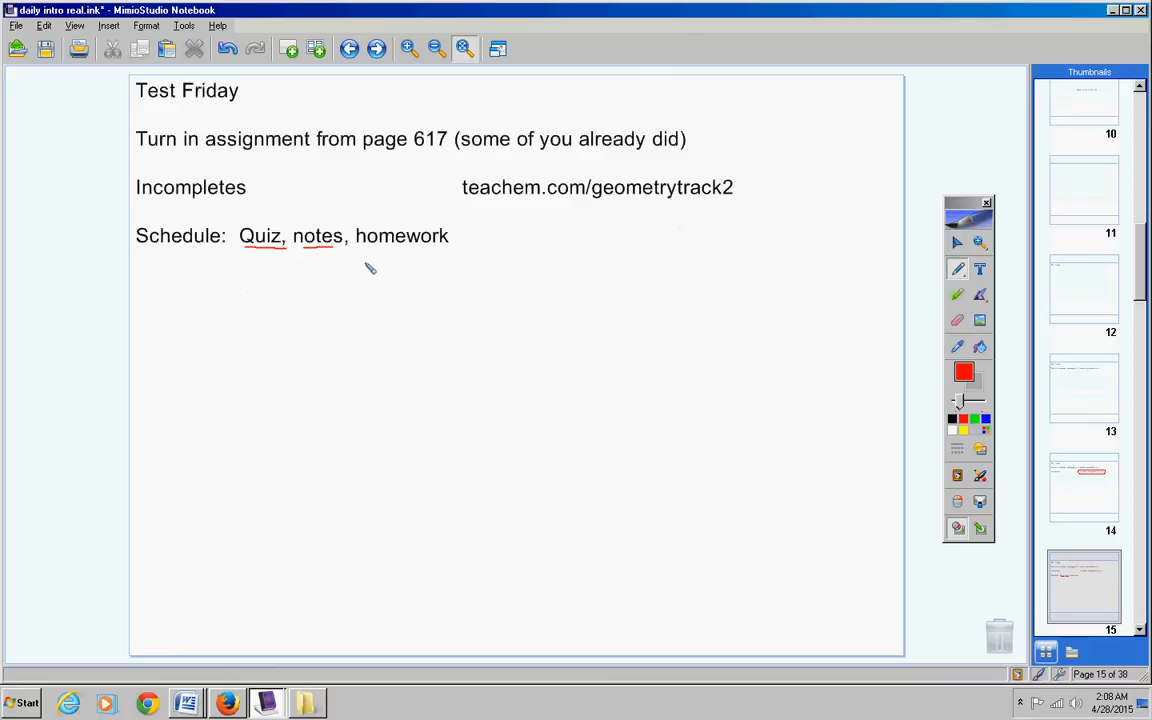 daily intro real.ink* - MimioStudio Notebook
File Edit View Insert Format Tools Help
Thumbnails
Test Friday
Turn in assignment from page 617 (some of you already did)
Incompletes teachem.com/geometrytrack2
Schedule: Quiz, notes, homework
10
11
12
13
14
15
Page 15 of 38
Start
2:08 AM
4/28/2015